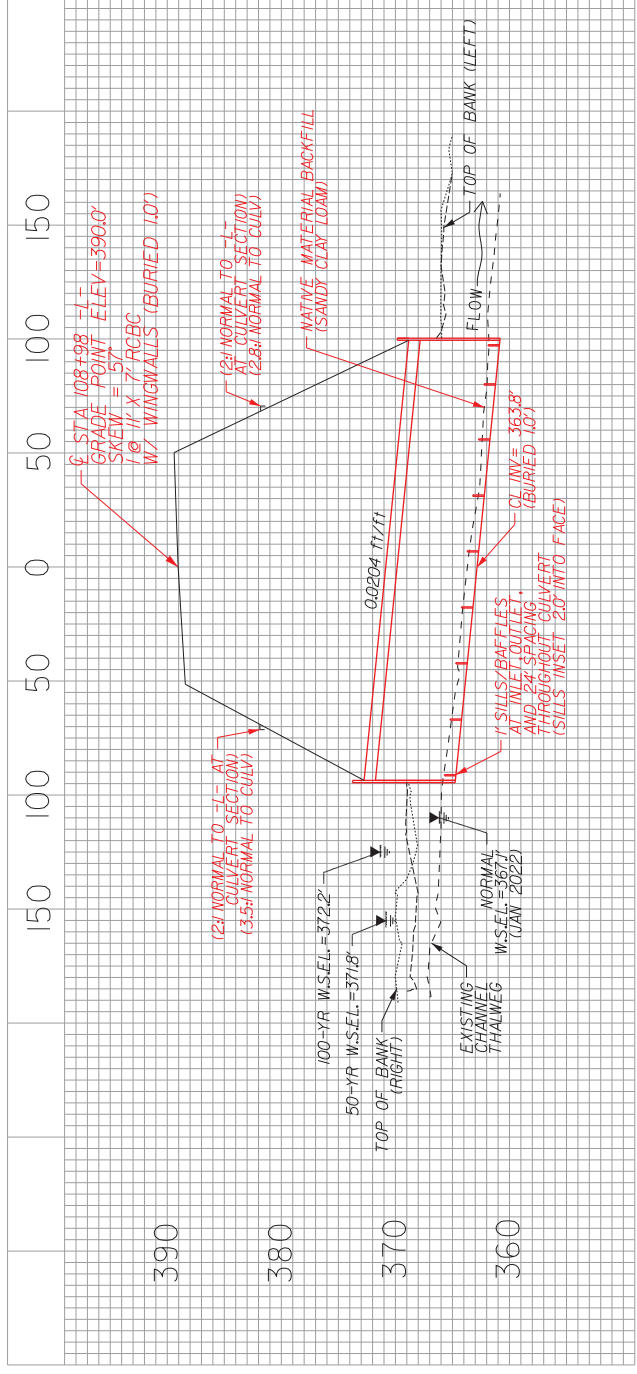 150
100
50
0
50
100
150
390
380
370
360
℄ STA 108+98 -L-
GRADE POINT ELEV=390.0'
SKEW = 57°
1 @ 11' X 7' RCBC
W/ WINGWALLS (BURIED 1.0')
(2:1 NORMAL TO -L-
AT CULVERT SECTION)
(2.8:1 NORMAL TO CULV)
NATIVE MATERIAL BACKFILL
(SANDY CLAY LOAM)
TOP OF BANK (LEFT)
FLOW
(2:1 NORMAL TO -L- AT
CULVERT SECTION)
(3.5:1 NORMAL TO CULV)
0.0204 ft/ft
100-YR W.S.EL.=372.2'
50-YR W.S.EL.=371.8'
TOP OF BANK
(RIGHT)
EXISTING
CHANNEL
THALWEG
NORMAL
W.S.EL.=367.1'
(JAN 2022)
1' SILLS/BAFFLES
AT INLET, OUTLET,
AND 24' SPACING
THROUGHOUT CULVERT
(SILLS INSET 2.0' INTO FACE)
CL INV= 363.8'
(BURIED 1.0')